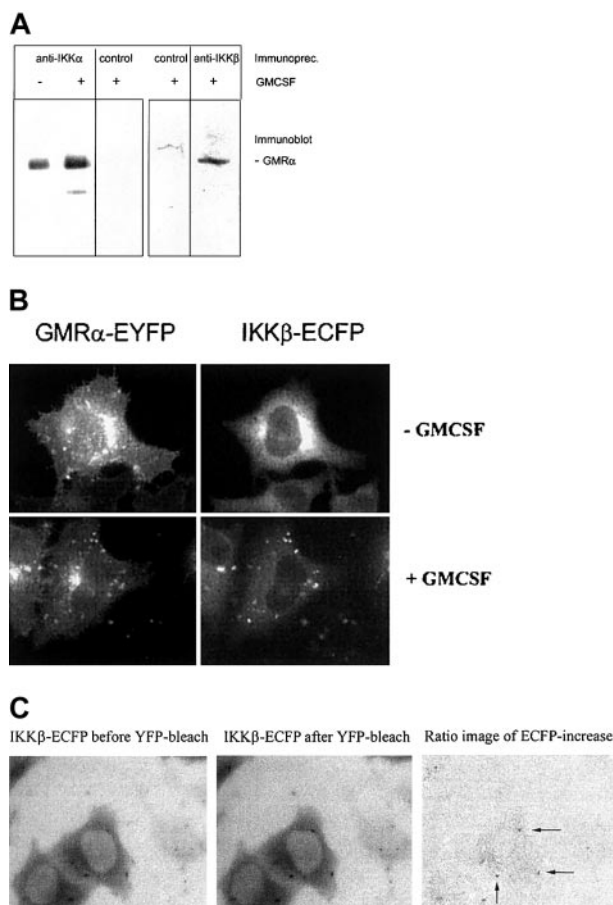 A
anti-IKKα control control anti-IKKβ Immunoprec.
- + + + + GMCSF
Immunoblot
- GMRα
B
GMRα-EYFP IKKβ-ECFP
- GMCSF
+ GMCSF
C
IKKβ-ECFP before YFP-bleach IKKβ-ECFP after YFP-bleach Ratio image of ECFP-increase